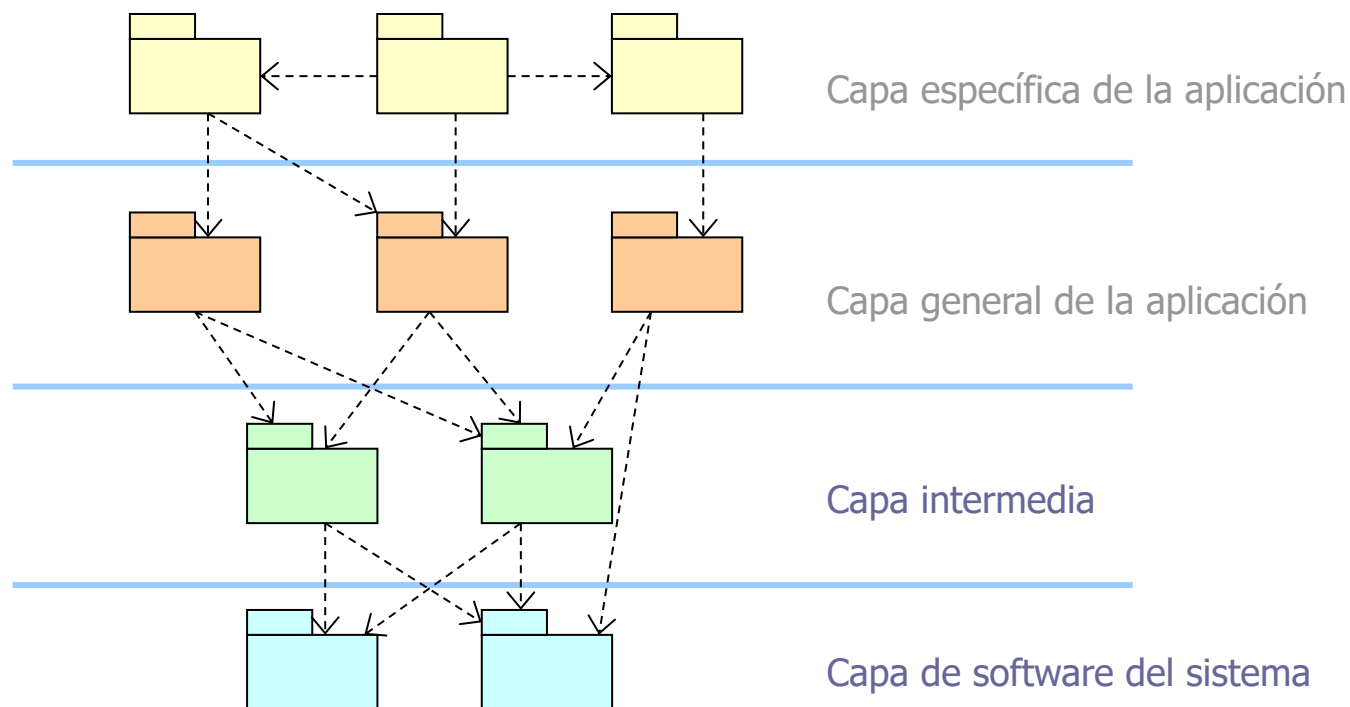 Capa específica de la aplicación
Capa general de la aplicación
Capa intermedia
Capa de software del sistema